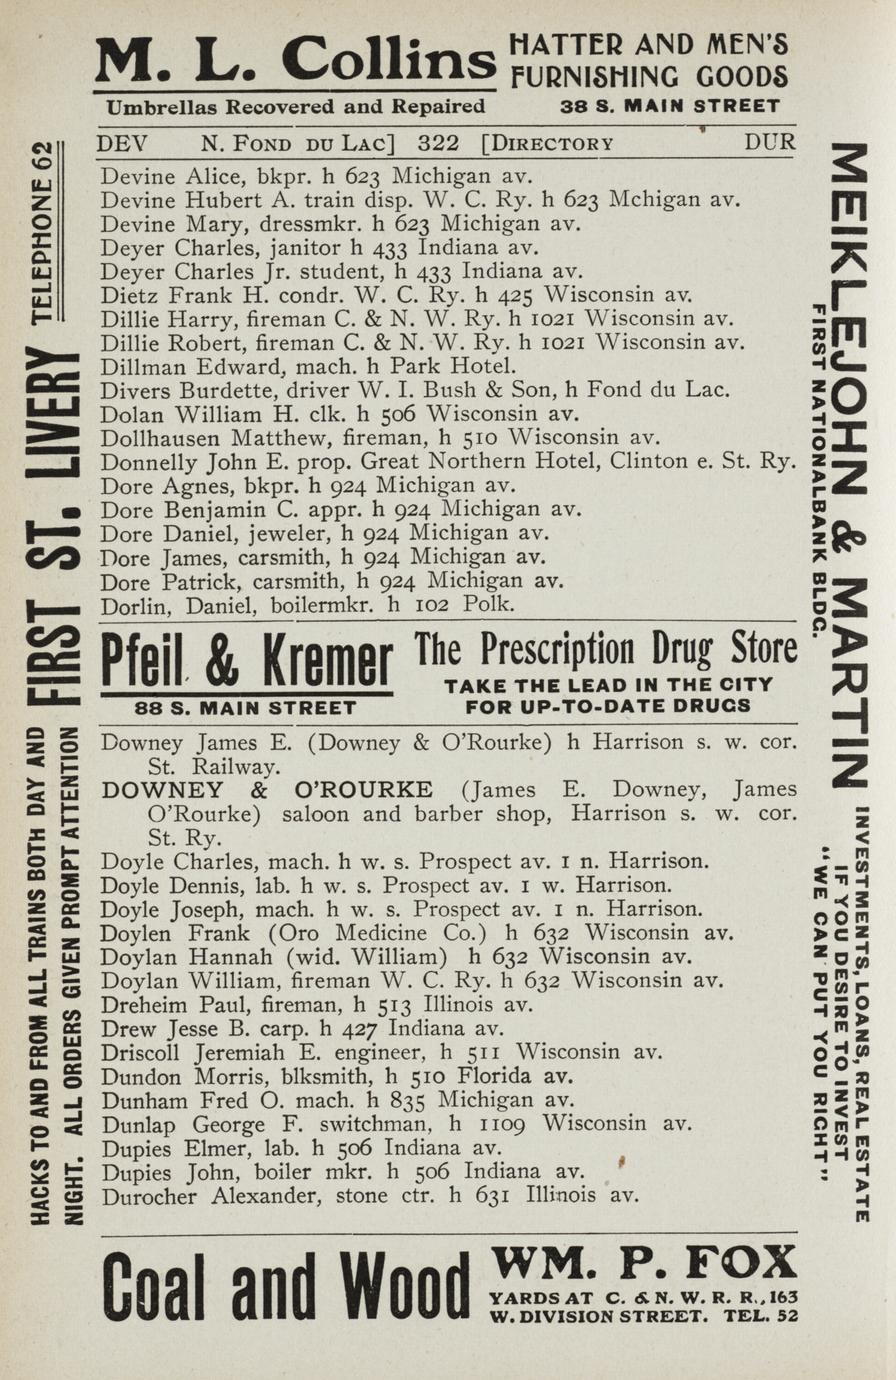 M. L. Collins
HATTER AND MEN'S
FURNISHING GOODS
Umbrellas Recovered and Repaired
38 S. MAIN STREET
DEV N. FOND DU LAC] 322 [DIRECTORY DUR
Devine Alice, bkpr. h 623 Michigan av.
Devine Hubert A. train disp. W. C. Ry. h 623 Mchigan av.
Devine Mary, dressmkr. h 623 Michigan av.
Deyer Charles, janitor h 433 Indiana av.
Deyer Charles Jr. student, h 433 Indiana av.
Dietz Frank H. condr. W. C. Ry. h 425 Wisconsin av.
Dillie Harry, fireman C. & N. W. Ry. h 1021 Wisconsin av.
Dillie Robert, fireman C. & N. W. Ry. h 1021 Wisconsin av.
Dillman Edward, mach. h Park Hotel.
Divers Burdette, driver W. I. Bush & Son, h Fond du Lac.
Dolan William H. clk. h 506 Wisconsin av.
Dollhausen Matthew, fireman, h 510 Wisconsin av.
Donnelly John E. prop. Great Northern Hotel, Clinton e. St. Ry.
Dore Agnes, bkpr. h 924 Michigan av.
Dore Benjamin C. appr. h 924 Michigan av.
Dore Daniel, jeweler, h 924 Michigan av.
Dore James, carsmith, h 924 Michigan av.
Dore Patrick, carsmith, h 924 Michigan av.
Dorlin, Daniel, boilermkr. h 102 Polk.
Pfeil & Kremer
88 S. MAIN STREET
The Prescription Drug Store
TAKE THE LEAD IN THE CITY
FOR UP-TO-DATE DRUGS
Downey James E. (Downey & O'Rourke) h Harrison s. w. cor.
St. Railway.
DOWNEY & O'ROURKE (James E. Downey, James
O'Rourke) saloon and barber shop, Harrison s. w. cor.
St. Ry.
Doyle Charles, mach. h w. s. Prospect av. 1 n. Harrison.
Doyle Dennis, lab. h w. s. Prospect av. 1 w. Harrison.
Doyle Joseph, mach. h w. s. Prospect av. 1 n. Harrison.
Doylen Frank (Oro Medicine Co.) h 632 Wisconsin av.
Doylan Hannah (wid. William) h 632 Wisconsin av.
Doylan William, fireman W. C. Ry. h 632 Wisconsin av.
Dreheim Paul, fireman, h 513 Illinois av.
Drew Jesse B. carp. h 427 Indiana av.
Driscoll Jeremiah E. engineer, h 511 Wisconsin av.
Dundon Morris, blksmith, h 510 Florida av.
Dunham Fred O. mach. h 835 Michigan av.
Dunlap George F. switchman, h 1109 Wisconsin av.
Dupies Elmer, lab. h 506 Indiana av.
Dupies John, boiler mkr. h 506 Indiana av.
Durocher Alexander, stone ctr. h 631 Illinois av.
Coal and Wood
WM. P. FOX
YARDS AT C. & N. W. R. R., 163
W. DIVISION STREET. TEL. 52
HACKS TO AND FROM ALL TRAINS BOTH DAY AND
NIGHT. ALL ORDERS GIVEN PROMPT ATTENTION
FIRST ST. LIVERY
TELEPHONE 62
MEIKLEJOHN & MARTIN
FIRST NATIONAL BANK BLDG.
INVESTMENTS, LOANS, REAL ESTATE
IF YOU DESIRE TO INVEST
"WE CAN PUT YOU RIGHT"